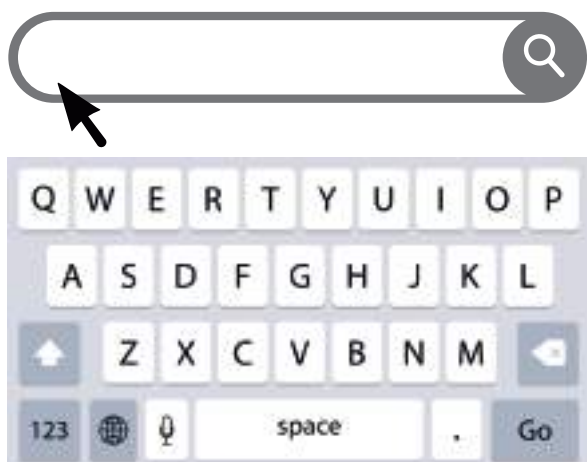 Q W E R T Y U I O P
A S D F G H J K L
Z X C V B N M
123 space . Go